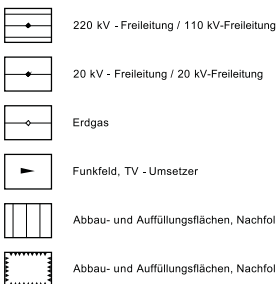 220 kV - Freileitung / 110 kV-Freileitung
20 kV - Freileitung / 20 kV-Freileitung
Erdgas
Funkfeld, TV - Umsetzer
Abbau- und Auffüllungsflächen, Nachfol
Abbau- und Auffüllungsflächen, Nachfol